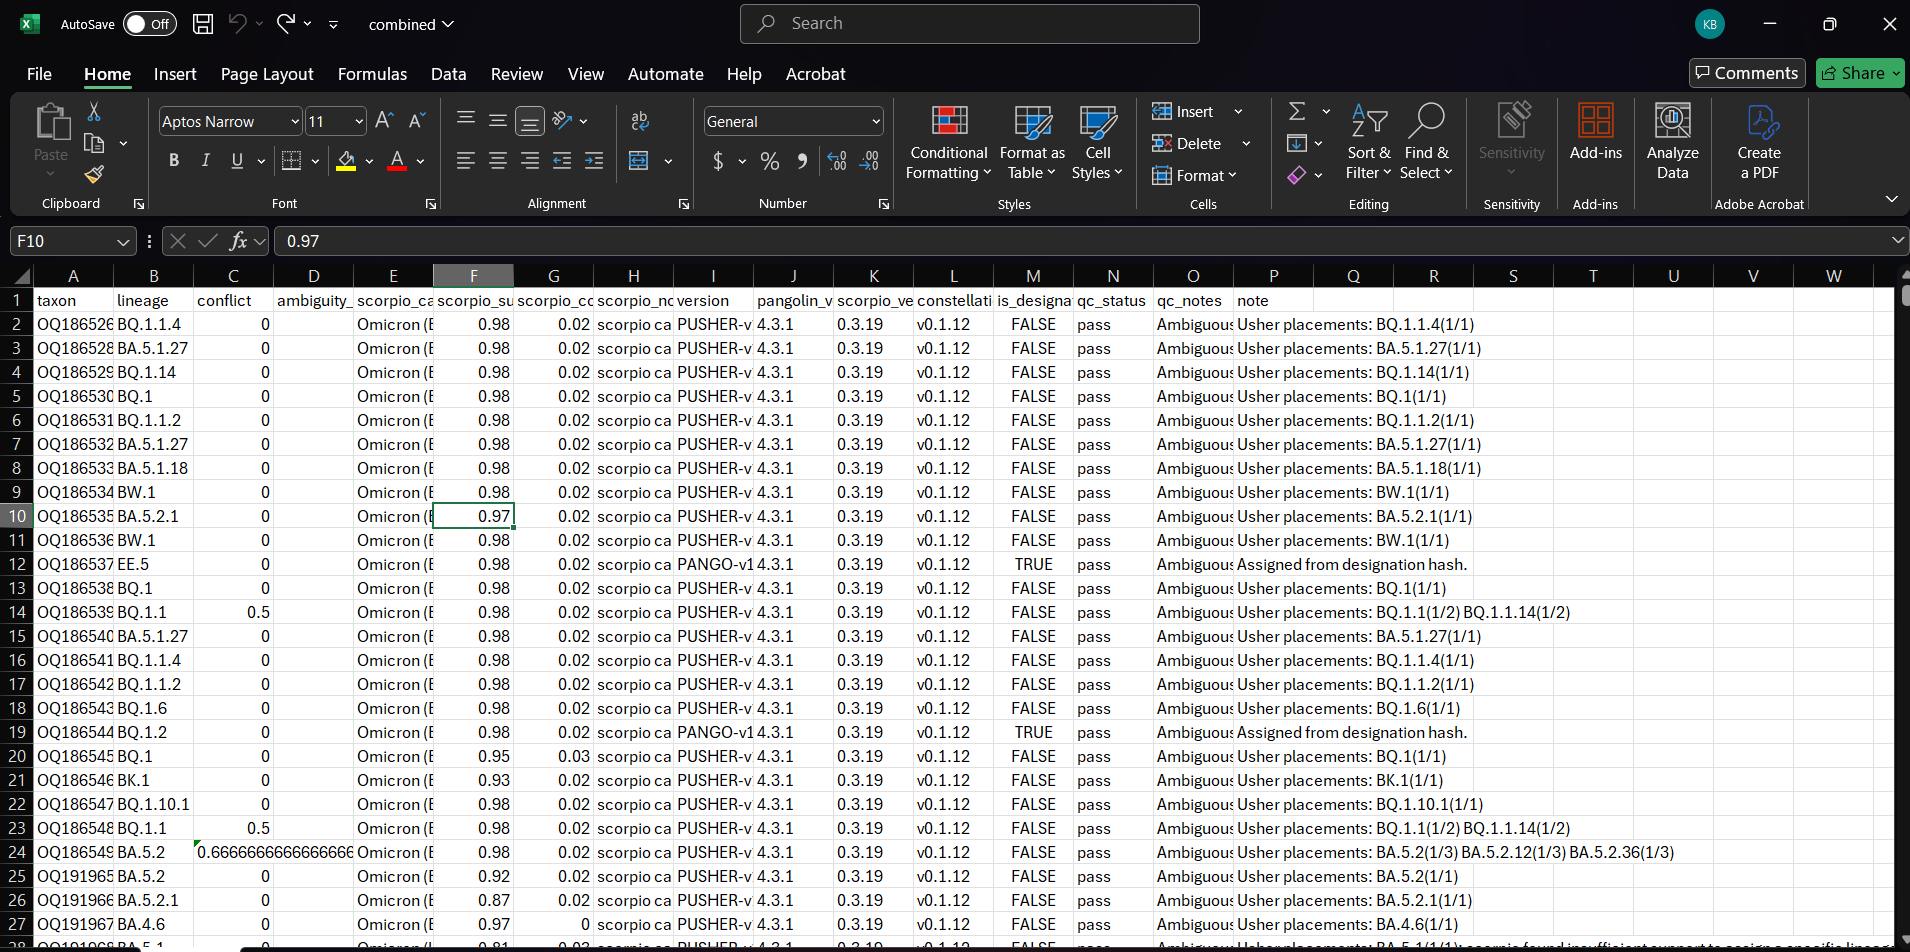 AutoSave Off combined Search KB
File Home Insert Page Layout Formulas Data Review View Automate Help Acrobat Comments Share
Paste Aptos Narrow 11 General Conditional Formatting Format as Table Cell Styles Insert Delete Format Sort & Filter Find & Select Sensitivity Add-ins Analyze Data Create a PDF
Clipboard Font Alignment Number Styles Cells Editing Sensitivity Add-ins Adobe Acrobat
F10 fx 0.97
A B C D E F G H I J K L M N O P Q R S T U V W
1 taxon lineage conflict ambiguity_ scorpio_ca scorpio_su scorpio_cc scorpio_nc version pangolin_v scorpio_ve constellati is_designa qc_status qc_notes note
2 OQ186526 BQ.1.1.4 0 Omicron (E 0.98 0.02 scorpio ca PUSHER-v 4.3.1 0.3.19 v0.1.12 FALSE pass Ambiguous Usher placements: BQ.1.1.4(1/1)
3 OQ186528 BA.5.1.27 0 Omicron (E 0.98 0.02 scorpio ca PUSHER-v 4.3.1 0.3.19 v0.1.12 FALSE pass Ambiguous Usher placements: BA.5.1.27(1/1)
4 OQ186529 BQ.1.14 0 Omicron (E 0.98 0.02 scorpio ca PUSHER-v 4.3.1 0.3.19 v0.1.12 FALSE pass Ambiguous Usher placements: BQ.1.14(1/1)
5 OQ186530 BQ.1 0 Omicron (E 0.98 0.02 scorpio ca PUSHER-v 4.3.1 0.3.19 v0.1.12 FALSE pass Ambiguous Usher placements: BQ.1(1/1)
6 OQ186531 BQ.1.1.2 0 Omicron (E 0.98 0.02 scorpio ca PUSHER-v 4.3.1 0.3.19 v0.1.12 FALSE pass Ambiguous Usher placements: BQ.1.1.2(1/1)
7 OQ186532 BA.5.1.27 0 Omicron (E 0.98 0.02 scorpio ca PUSHER-v 4.3.1 0.3.19 v0.1.12 FALSE pass Ambiguous Usher placements: BA.5.1.27(1/1)
8 OQ186533 BA.5.1.18 0 Omicron (E 0.98 0.02 scorpio ca PUSHER-v 4.3.1 0.3.19 v0.1.12 FALSE pass Ambiguous Usher placements: BA.5.1.18(1/1)
9 OQ186534 BW.1 0 Omicron (E 0.98 0.02 scorpio ca PUSHER-v 4.3.1 0.3.19 v0.1.12 FALSE pass Ambiguous Usher placements: BW.1(1/1)
10 OQ186535 BA.5.2.1 0 Omicron (E 0.97 0.02 scorpio ca PUSHER-v 4.3.1 0.3.19 v0.1.12 FALSE pass Ambiguous Usher placements: BA.5.2.1(1/1)
11 OQ186536 BW.1 0 Omicron (E 0.98 0.02 scorpio ca PUSHER-v 4.3.1 0.3.19 v0.1.12 FALSE pass Ambiguous Usher placements: BW.1(1/1)
12 OQ186537 EE.5 0 Omicron (E 0.98 0.02 scorpio ca PANGO-v1 4.3.1 0.3.19 v0.1.12 TRUE pass Ambiguous Assigned from designation hash.
13 OQ186538 BQ.1 0 Omicron (E 0.98 0.02 scorpio ca PUSHER-v 4.3.1 0.3.19 v0.1.12 FALSE pass Ambiguous Usher placements: BQ.1(1/1)
14 OQ186539 BQ.1.1 0.5 Omicron (E 0.98 0.02 scorpio ca PUSHER-v 4.3.1 0.3.19 v0.1.12 FALSE pass Ambiguous Usher placements: BQ.1.1(1/2) BQ.1.1.14(1/2)
15 OQ186540 BA.5.1.27 0 Omicron (E 0.98 0.02 scorpio ca PUSHER-v 4.3.1 0.3.19 v0.1.12 FALSE pass Ambiguous Usher placements: BA.5.1.27(1/1)
16 OQ186541 BQ.1.1.4 0 Omicron (E 0.98 0.02 scorpio ca PUSHER-v 4.3.1 0.3.19 v0.1.12 FALSE pass Ambiguous Usher placements: BQ.1.1.4(1/1)
17 OQ186542 BQ.1.1.2 0 Omicron (E 0.98 0.02 scorpio ca PUSHER-v 4.3.1 0.3.19 v0.1.12 FALSE pass Ambiguous Usher placements: BQ.1.1.2(1/1)
18 OQ186543 BQ.1.6 0 Omicron (E 0.98 0.02 scorpio ca PUSHER-v 4.3.1 0.3.19 v0.1.12 FALSE pass Ambiguous Usher placements: BQ.1.6(1/1)
19 OQ186544 BQ.1.2 0 Omicron (E 0.98 0.02 scorpio ca PANGO-v1 4.3.1 0.3.19 v0.1.12 TRUE pass Ambiguous Assigned from designation hash.
20 OQ186545 BQ.1 0 Omicron (E 0.95 0.03 scorpio ca PUSHER-v 4.3.1 0.3.19 v0.1.12 FALSE pass Ambiguous Usher placements: BQ.1(1/1)
21 OQ186546 BK.1 0 Omicron (E 0.93 0.02 scorpio ca PUSHER-v 4.3.1 0.3.19 v0.1.12 FALSE pass Ambiguous Usher placements: BK.1(1/1)
22 OQ186547 BQ.1.10.1 0 Omicron (E 0.98 0.02 scorpio ca PUSHER-v 4.3.1 0.3.19 v0.1.12 FALSE pass Ambiguous Usher placements: BQ.1.10.1(1/1)
23 OQ186548 BQ.1.1 0.5 Omicron (E 0.98 0.02 scorpio ca PUSHER-v 4.3.1 0.3.19 v0.1.12 FALSE pass Ambiguous Usher placements: BQ.1.1(1/2) BQ.1.1.14(1/2)
24 OQ186549 BA.5.2 0.6666666666666666 Omicron (E 0.98 0.02 scorpio ca PUSHER-v 4.3.1 0.3.19 v0.1.12 FALSE pass Ambiguous Usher placements: BA.5.2(1/3) BA.5.2.12(1/3) BA.5.2.36(1/3)
25 OQ191965 BA.5.2 0 Omicron (E 0.92 0.02 scorpio ca PUSHER-v 4.3.1 0.3.19 v0.1.12 FALSE pass Ambiguous Usher placements: BA.5.2(1/1)
26 OQ191966 BA.5.2.1 0 Omicron (E 0.87 0.02 scorpio ca PUSHER-v 4.3.1 0.3.19 v0.1.12 FALSE pass Ambiguous Usher placements: BA.5.2.1(1/1)
27 OQ191967 BA.4.6 0 Omicron (E 0.97 0 scorpio ca PUSHER-v 4.3.1 0.3.19 v0.1.12 FALSE pass Ambiguous Usher placements: BA.4.6(1/1)